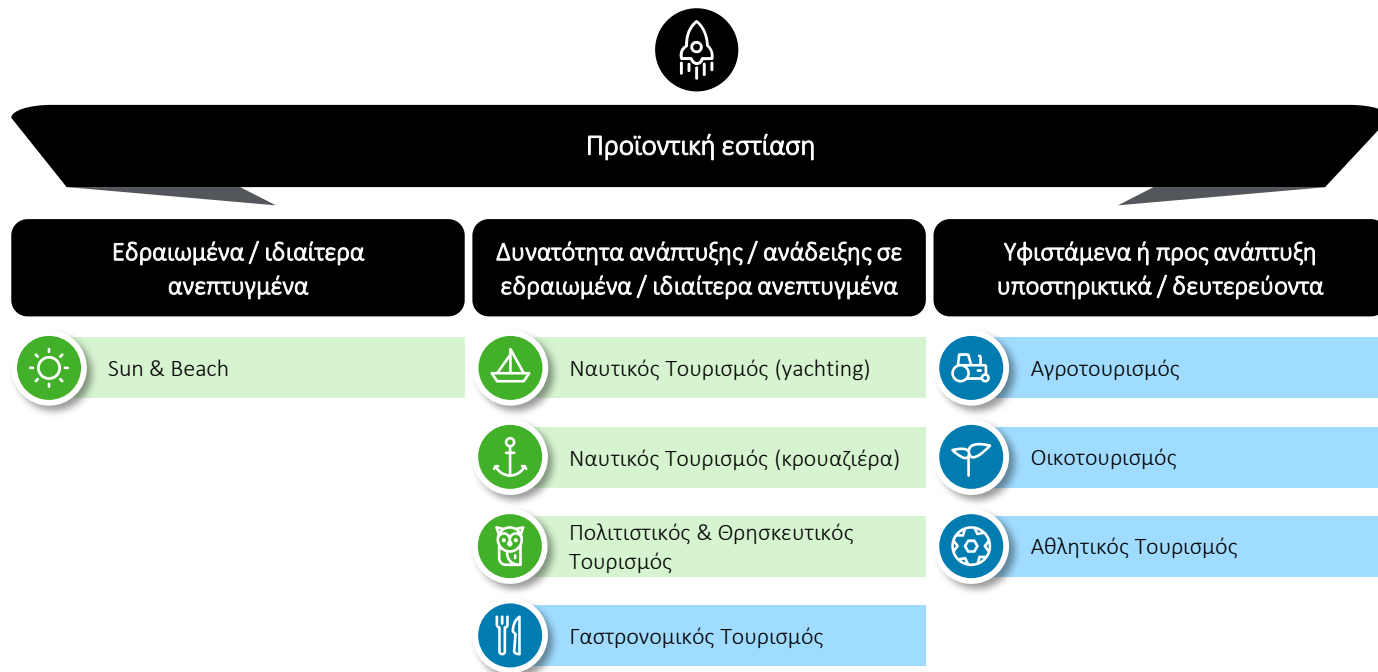 Προϊοντική εστίαση
Εδραιωμένα / ιδιαίτερα
ανεπτυγμένα
Sun & Beach
Δυνατότητα ανάπτυξης / ανάδειξης σε
εδραιωμένα / ιδιαίτερα ανεπτυγμένα
Ναυτικός Τουρισμός (yachting)
Ναυτικός Τουρισμός (κρουαζιέρα)
Πολιτιστικός & Θρησκευτικός
Τουρισμός
Γαστρονομικός Τουρισμός
Υφιστάμενα ή προς ανάπτυξη
υποστηρικτικά / δευτερεύοντα
Αγροτουρισμός
Οικοτουρισμός
Αθλητικός Τουρισμός